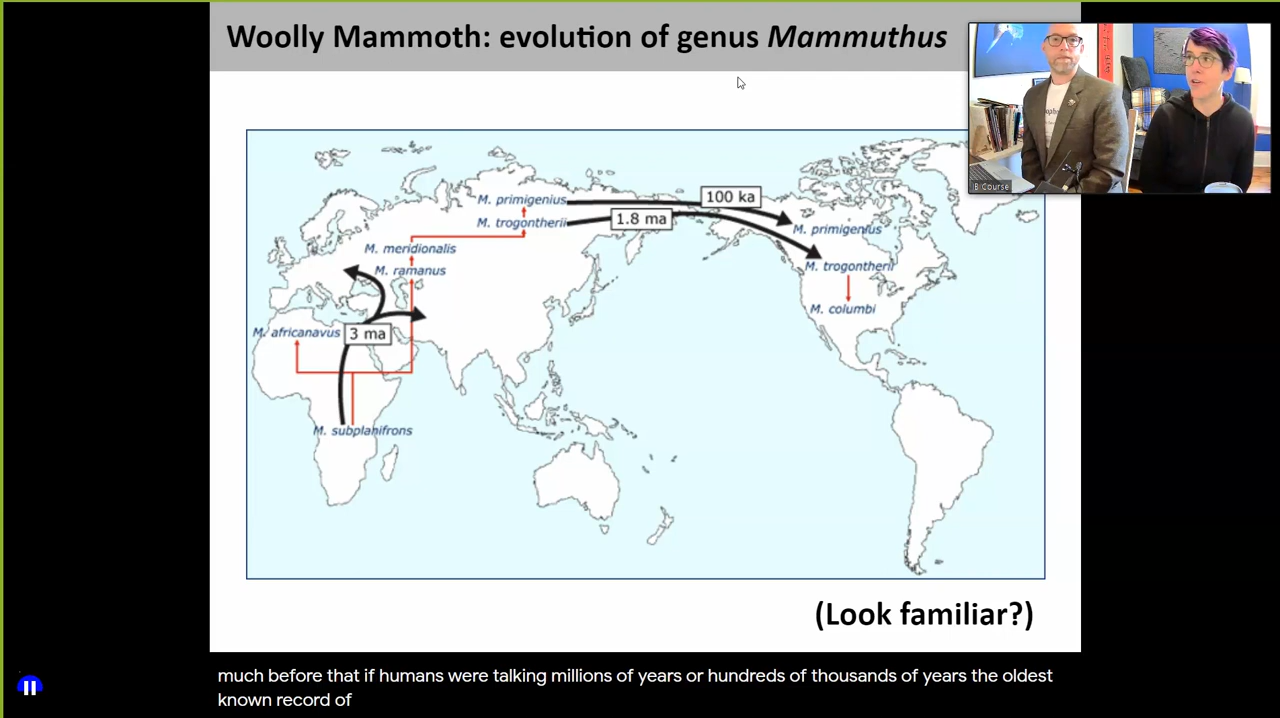 Woolly Mammoth: evolution of genus Mammuthus
B Course
M. primigenius
100 ka
M. trogontherii
1.8 ma
M. primigenius
M. meridionalis
M. trogontherii
M. ramanus
M. columbi
M. africanavus
3 ma
M. subplanifrons
(Look familiar?)
much before that if humans were talking millions of years or hundreds of thousands of years the oldest
known record of